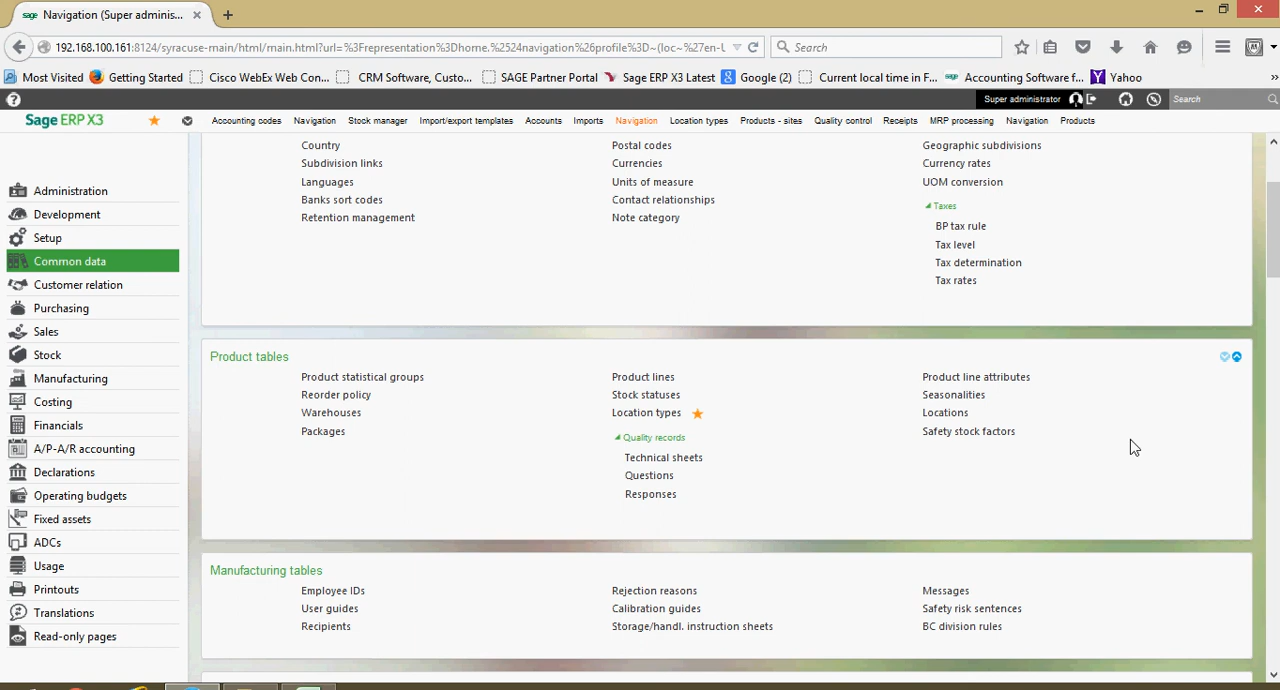 sage Navigation (Super adminis... × +
192.168.100.161:8124/syracuse-main/html/main.html?url=%3Frepresentation%3Dhome.%2524navigation%26profile%3D~(loc~%27en-U Search
Most Visited Getting Started Cisco WebEx Web Con... CRM Software, Custo... SAGE Partner Portal Sage ERP X3 Latest Google (2) Current local time in F... sage Accounting Software f... Yahoo »
? Super administrator Search
Sage ERP X3 Accounting codes Navigation Stock manager Import/export templates Accounts Imports Navigation Location types Products - sites Quality control Receipts MRP processing Navigation Products
Administration
Development
Setup
Common data
Customer relation
Purchasing
Sales
Stock
Manufacturing
Costing
Financials
A/P-A/R accounting
Declarations
Operating budgets
Fixed assets
ADCs
Usage
Printouts
Translations
Read-only pages
Country Postal codes Geographic subdivisions
Subdivision links Currencies Currency rates
Languages Units of measure UOM conversion
Banks sort codes Contact relationships
Taxes
Retention management Note category
BP tax rule
Tax level
Tax determination
Tax rates
Product tables
Product statistical groups Product lines Product line attributes
Reorder policy Stock statuses Seasonalities
Warehouses Location types Locations
Packages Safety stock factors
Quality records
Technical sheets
Questions
Responses
Manufacturing tables
Employee IDs Rejection reasons Messages
User guides Calibration guides Safety risk sentences
Recipients Storage/handl. instruction sheets BC division rules